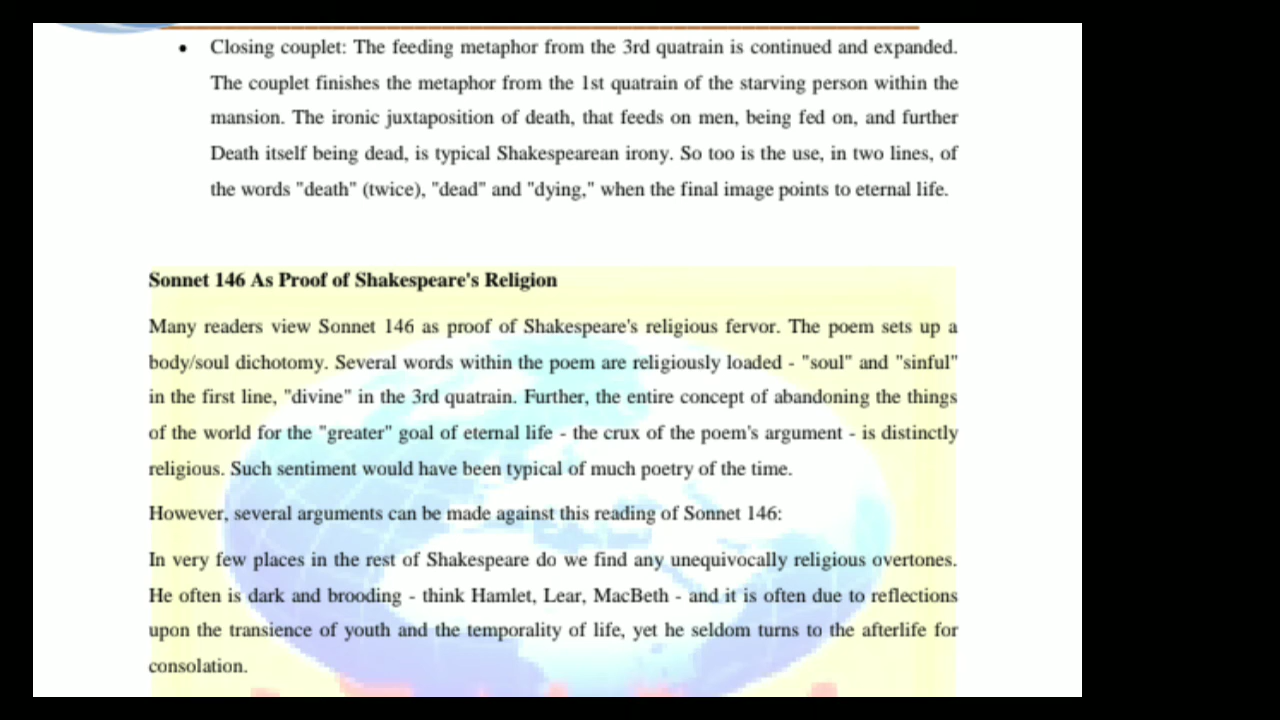 • Closing couplet: The feeding metaphor from the 3rd quatrain is continued and expanded.
The couplet finishes the metaphor from the 1st quatrain of the starving person within the
mansion. The ironic juxtaposition of death, that feeds on men, being fed on, and further
Death itself being dead, is typical Shakespearean irony. So too is the use, in two lines, of
the words "death" (twice), "dead" and "dying," when the final image points to eternal life.
Sonnet 146 As Proof of Shakespeare's Religion
Many readers view Sonnet 146 as proof of Shakespeare's religious fervor. The poem sets up a
body/soul dichotomy. Several words within the poem are religiously loaded - "soul" and "sinful"
in the first line, "divine" in the 3rd quatrain. Further, the entire concept of abandoning the things
of the world for the "greater" goal of eternal life - the crux of the poem's argument - is distinctly
religious. Such sentiment would have been typical of much poetry of the time.
However, several arguments can be made against this reading of Sonnet 146:
In very few places in the rest of Shakespeare do we find any unequivocally religious overtones.
He often is dark and brooding - think Hamlet, Lear, MacBeth - and it is often due to reflections
upon the transience of youth and the temporality of life, yet he seldom turns to the afterlife for
consolation.